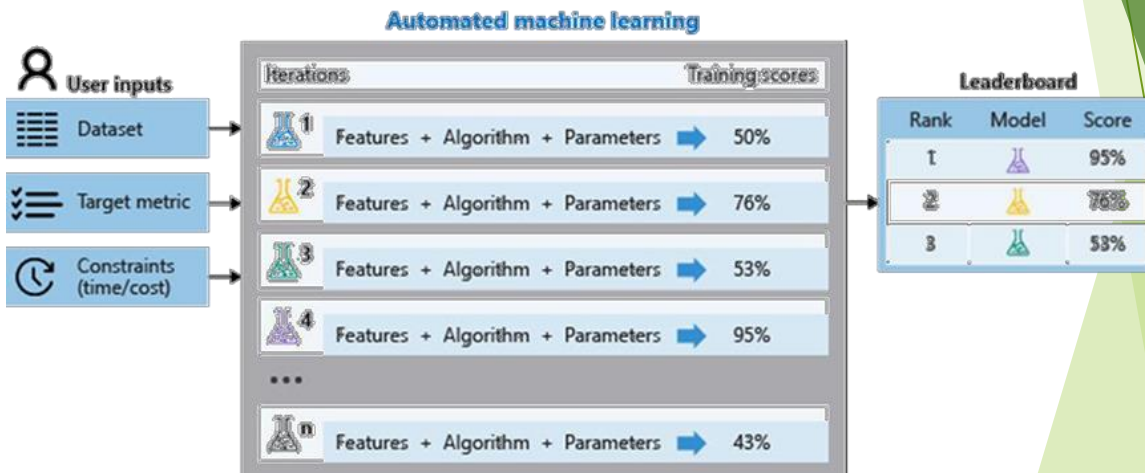 Automated machine learning
User inputs
Dataset
Target metric
Constraints
(time/cost)
Iterations Training scores
1 Features + Algorithm + Parameters 50%
2 Features + Algorithm + Parameters 76%
3 Features + Algorithm + Parameters 53%
4 Features + Algorithm + Parameters 95%
...
n Features + Algorithm + Parameters 43%
Leaderboard
Rank Model Score
1 95%
2 76%
3 53%